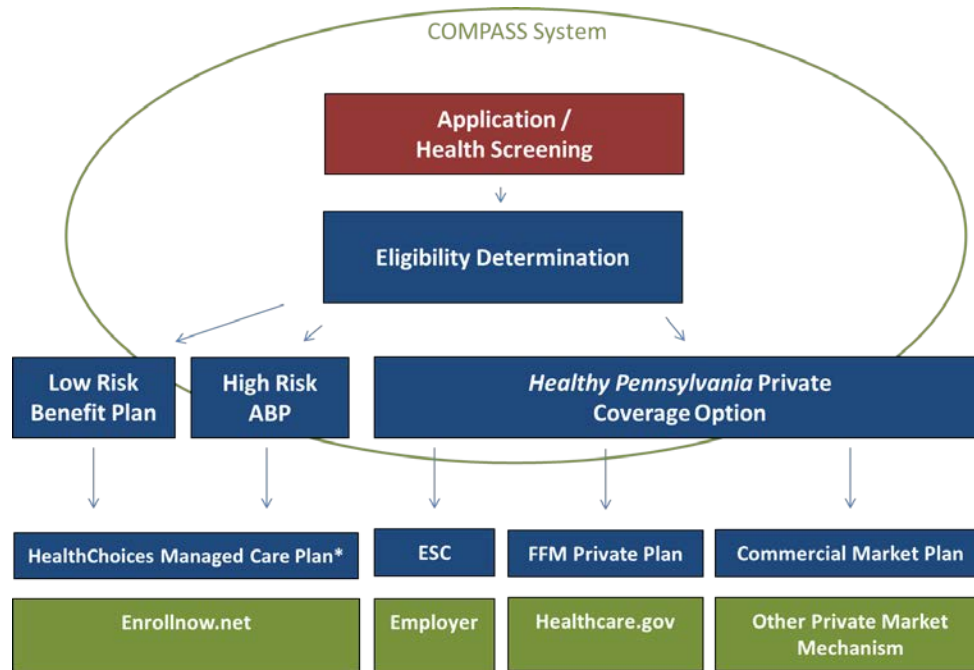 COMPASS System
Application /
Health Screening
Eligibility Determination
Low Risk
Benefit Plan
High Risk
ABP
Healthy Pennsylvania Private
Coverage Option
HealthChoices Managed Care Plan*
ESC
FFM Private Plan
Commercial Market Plan
Enrollnow.net
Employer
Healthcare.gov
Other Private Market
Mechanism